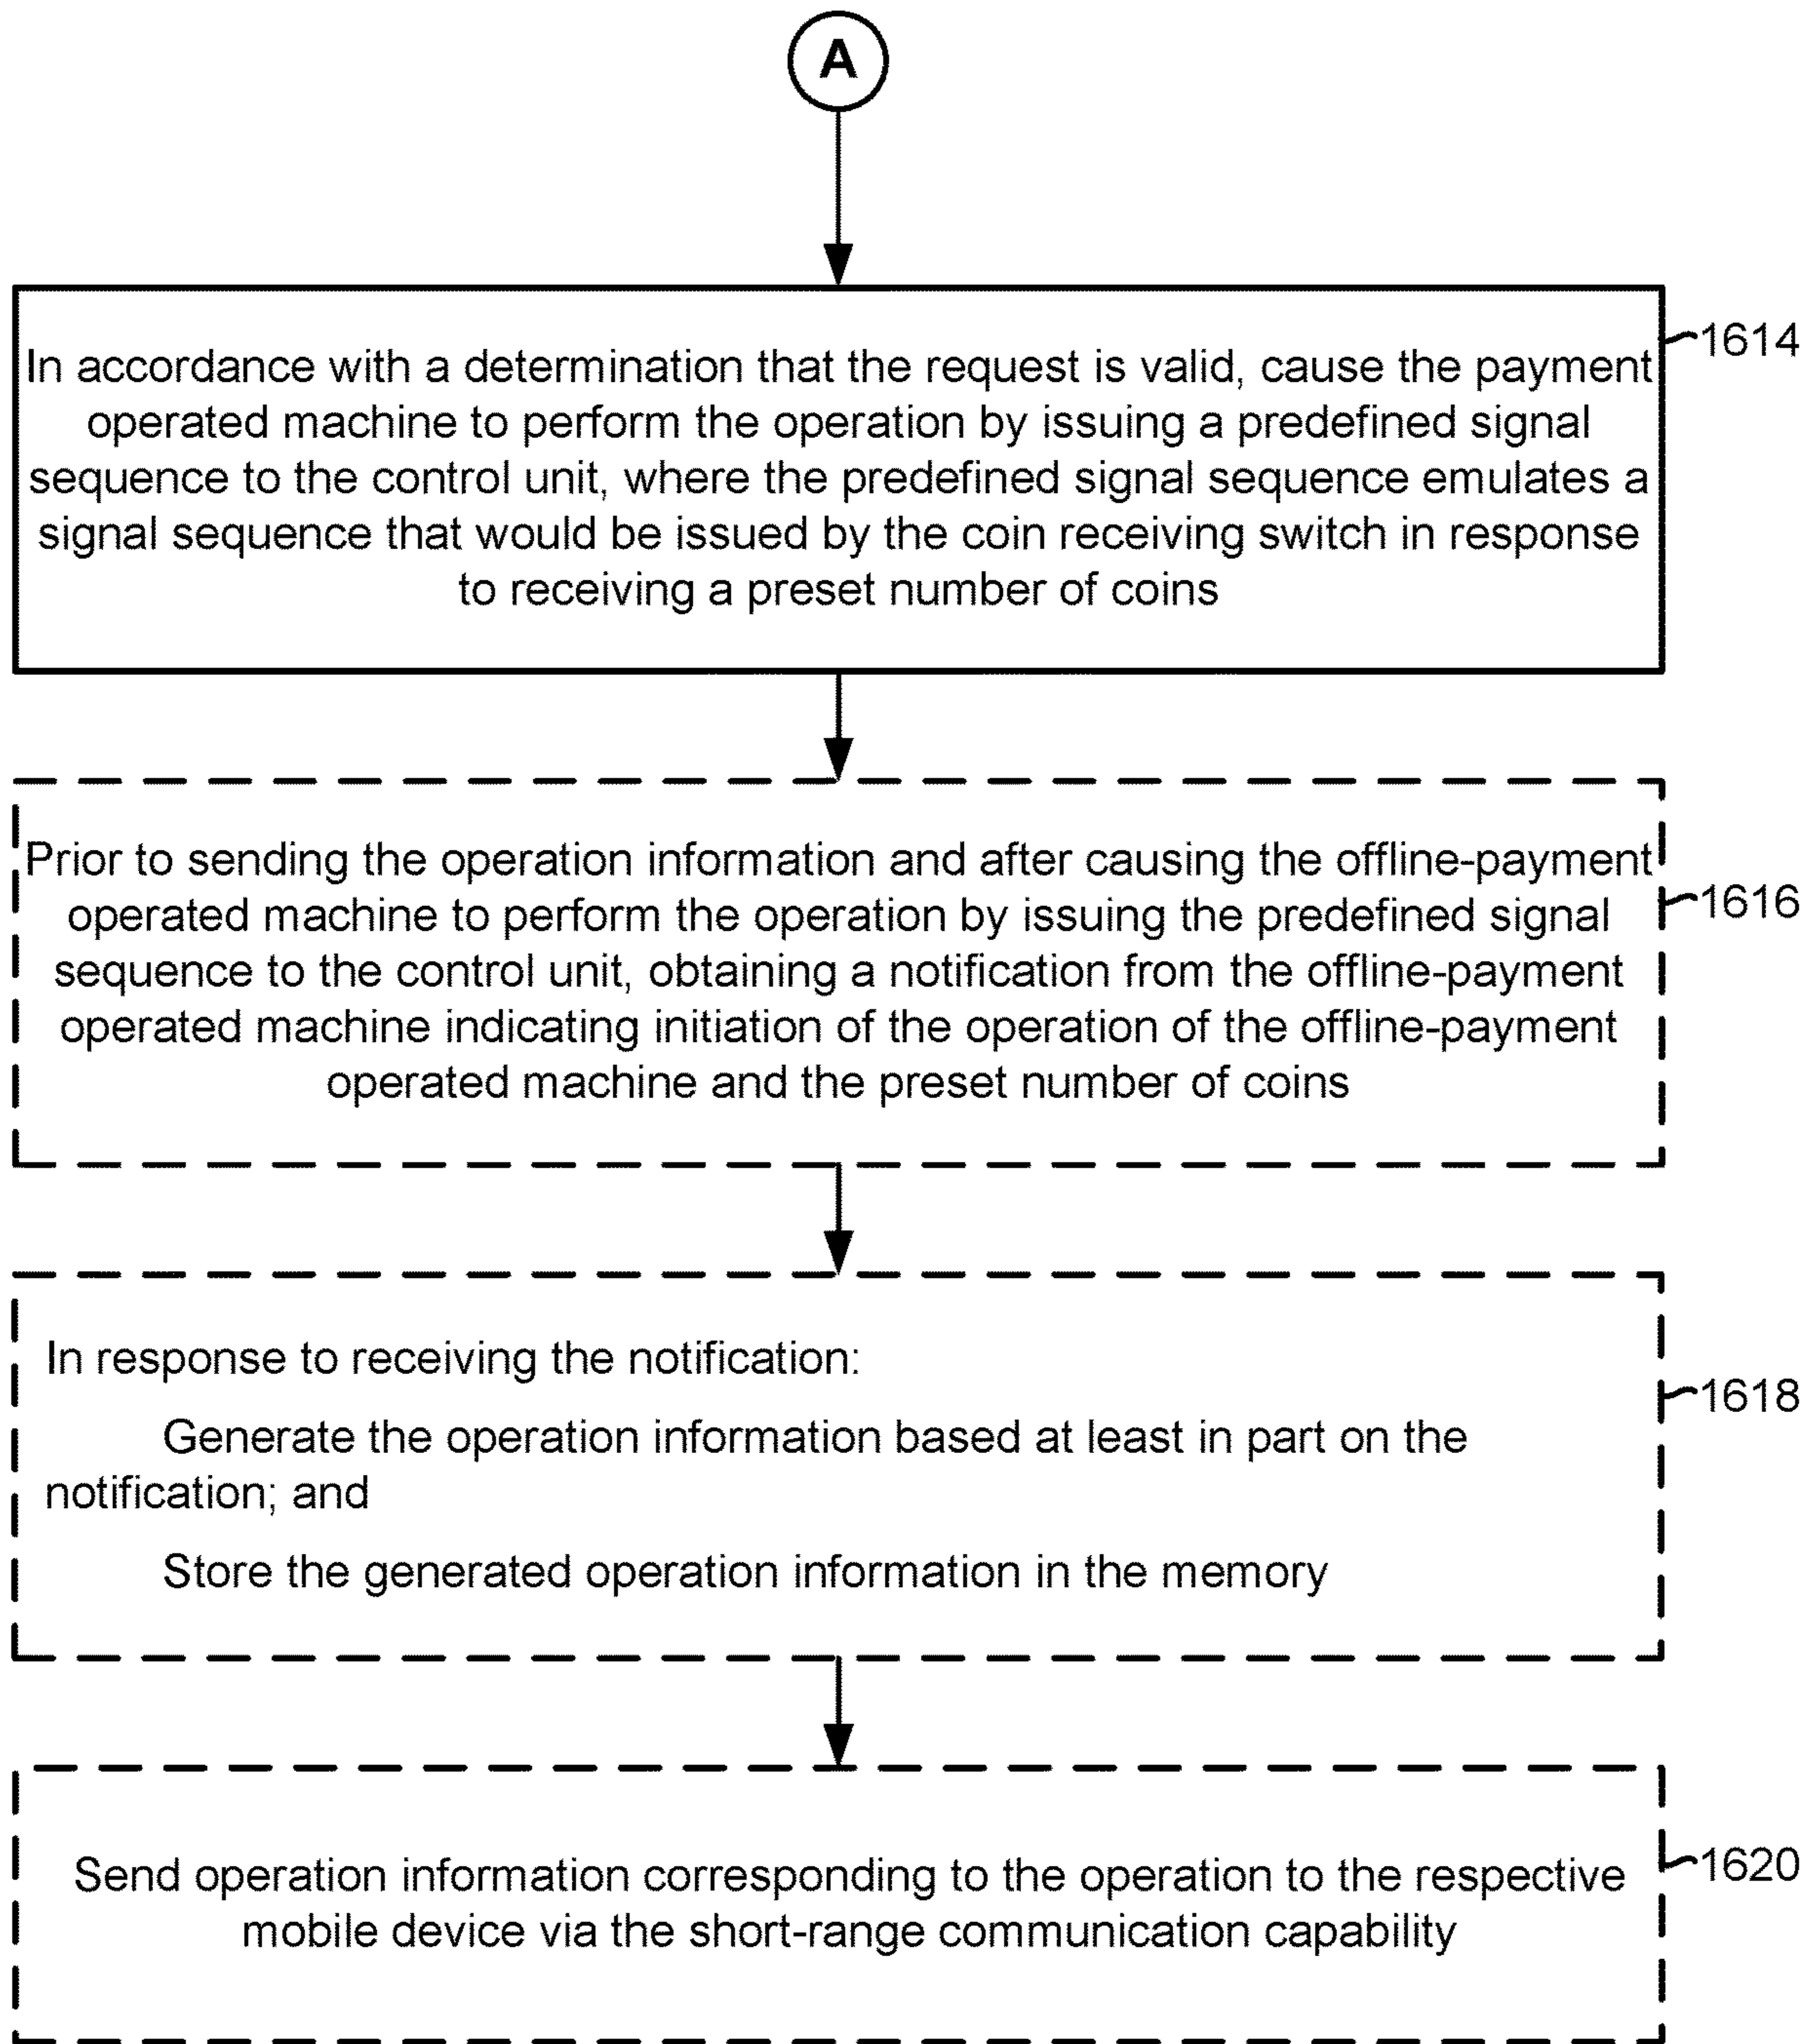 A
In accordance with a determination that the request is valid, cause the payment
operated machine to perform the operation by issuing a predefined signal
sequence to the control unit, where the predefined signal sequence emulates a
signal sequence that would be issued by the coin receiving switch in response
to receiving a preset number of coins
1614
Prior to sending the operation information and after causing the offline-payment
operated machine to perform the operation by issuing the predefined signal
sequence to the control unit, obtaining a notification from the offline-payment
operated machine indicating initiation of the operation of the offline-payment
operated machine and the preset number of coins
1616
In response to receiving the notification:
Generate the operation information based at least in part on the
notification; and
Store the generated operation information in the memory
1618
Send operation information corresponding to the operation to the respective
mobile device via the short-range communication capability
1620